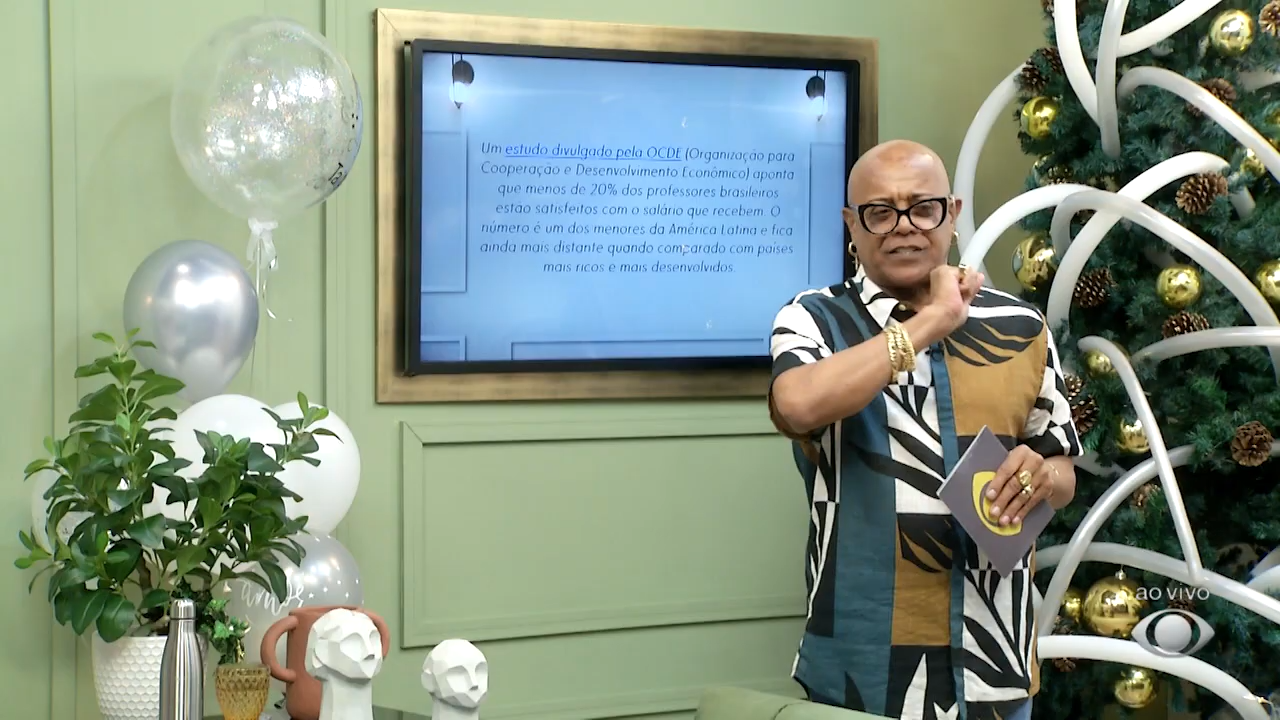 Um estudo divulgado pela OCDE (Organização para
Cooperação e Desenvolvimento Econômico) aponta
que menos de 20% dos professores brasileiros
estão satisfeitos com o salário que recebem. O
número é um dos menores da América Latina e fica
ainda mais distante quando comparado com países
mais ricos e mais desenvolvidos.
amor
ao vivo